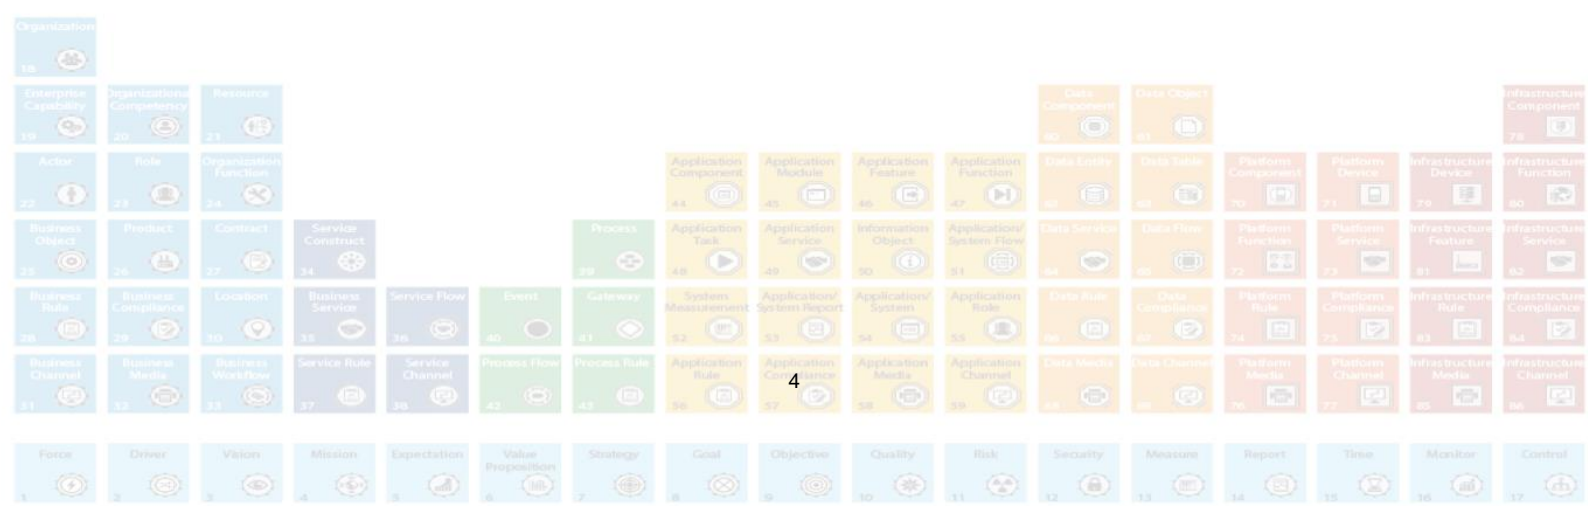 Organization
18
Enterprise Capability
19
Organizational Competency
20
Resource
21
Data Component
60
Data Object
61
Infrastructure Component
78
Actor
22
Role
23
Organization Function
24
Application Component
44
Application Module
45
Application Feature
46
Application Function
47
Data Entity
62
Data Table
63
Platform Component
70
Platform Device
71
Infrastructure Device
79
Infrastructure Function
80
Business Object
25
Product
26
Contract
27
Service Construct
34
Process
39
Application Task
48
Application Service
49
Information Object
50
Application/ System Flow
51
Data Service
64
Data Flow
65
Platform Function
72
Platform Service
73
Infrastructure Feature
81
Infrastructure Service
82
Business Rule
28
Business Compliance
29
Location
30
Business Service
35
Service Flow
36
Event
40
Gateway
41
System Measurement
52
Application/ System Report
53
Application/ System
54
Application Role
55
Data Rule
66
Data Compliance
67
Platform Rule
74
Platform Compliance
75
Infrastructure Rule
83
Infrastructure Compliance
84
Business Channel
31
Business Media
32
Business Workflow
33
Service Rule
37
Service Channel
38
Process Flow
42
Process Rule
43
Application Rule
56
Application Compliance
57
4
Application Media
58
Application Channel
59
Data Media
68
Data Channel
69
Platform Media
76
Platform Channel
77
Infrastructure Media
85
Infrastructure Channel
86
Force
1
Driver
2
Vision
3
Mission
4
Expectation
5
Value Proposition
6
Strategy
7
Goal
8
Objective
9
Quality
10
Risk
11
Security
12
Measure
13
Report
14
Time
15
Monitor
16
Control
17